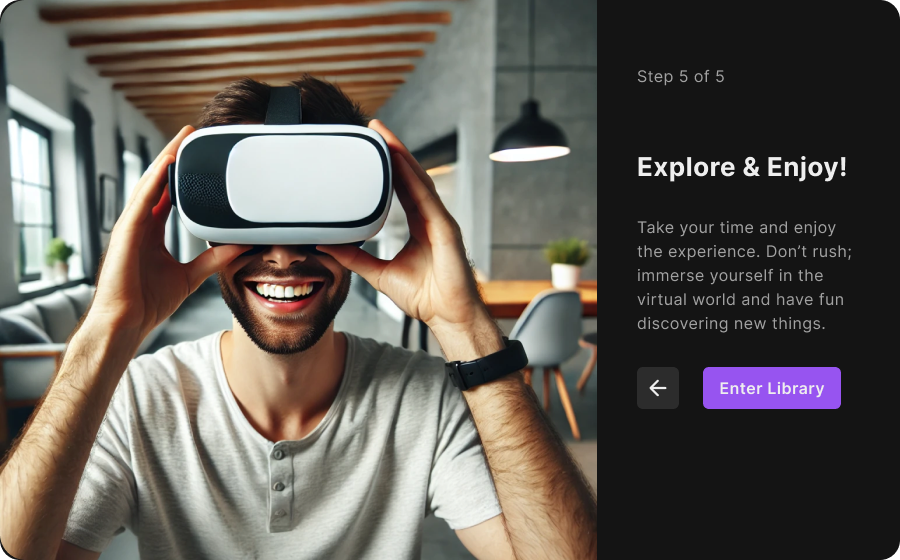 Step 5 of 5
Explore & Enjoy!
Take your time and enjoy
the experience. Don’t rush;
immerse yourself in the
virtual world and have fun
discovering new things.
Enter Library